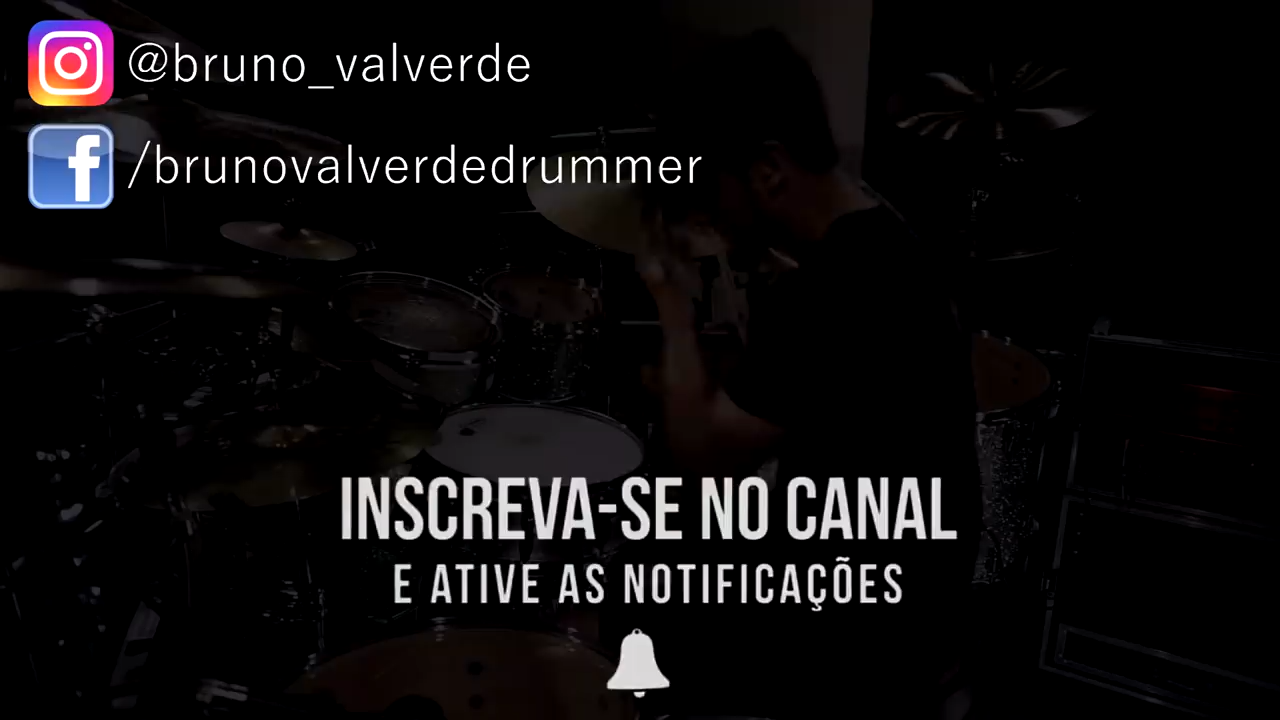 @bruno_valverde
/brunovalverdedrummer
INSCREVA-SE NO CANAL
E ATIVE AS NOTIFICAÇÕES